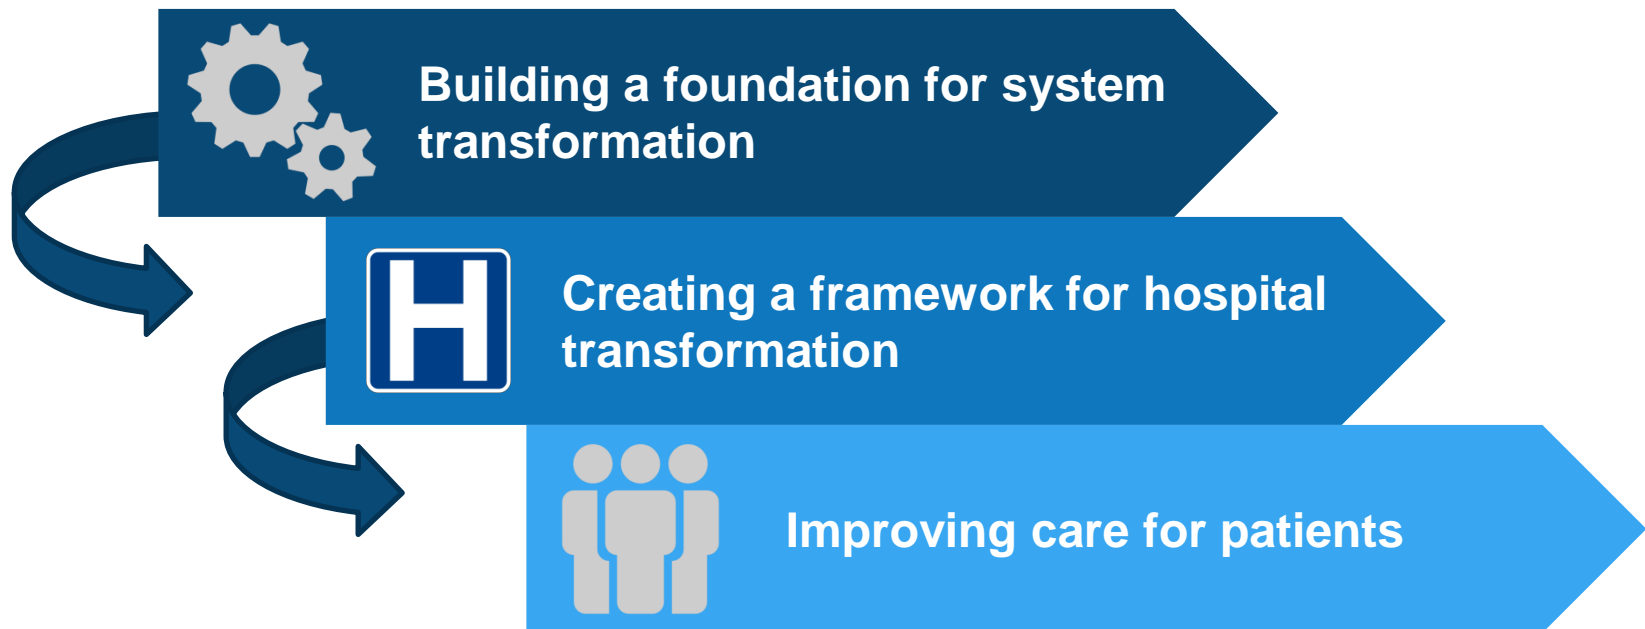 Building a foundation for system
transformation
H
Creating a framework for hospital
transformation
Improving care for patients